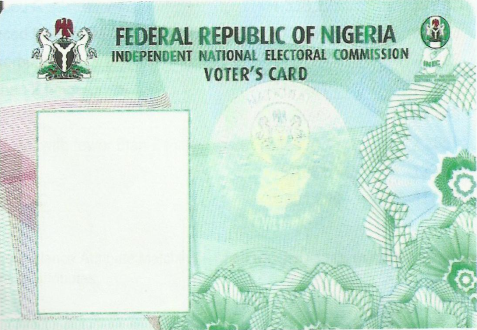 FEDERAL REPUBLIC OF NIGERIA
INDEPENDENT NATIONAL ELECTORAL COMMISSION
VOTER'S CARD